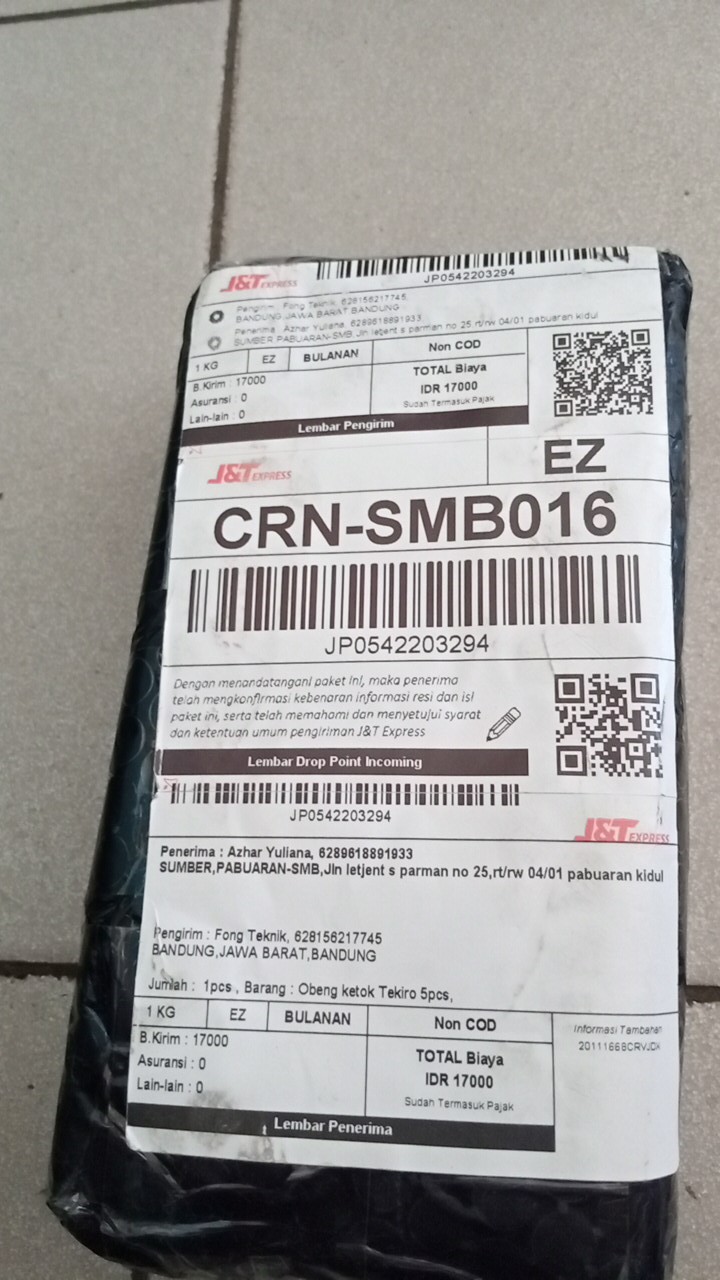 J&T EXPRESS
JP0542203294
Pengirim: Fong Teknik, 628156217745,
BANDUNG,JAWA BARAT,BANDUNG
Penerima: Azhar Yuliana, 6289618891933
SUMBER,PABUARAN-SMB,Jln letjent s parman no 25,rt/rw 04/01 pabuaran kidul
1 KG EZ BULANAN Non COD
B.Kirim : 17000
Asuransi : 0
Lain-lain : 0
TOTAL Biaya
IDR 17000
Sudah Termasuk Pajak
Lembar Pengirim
J&T EXPRESS
EZ
CRN-SMB016
JP0542203294
Dengan menandatangani paket ini, maka penerima
telah mengkonfirmasi kebenaran informasi resi dan isi
paket ini, serta telah memahami dan menyetujui syarat
dan ketentuan umum pengiriman J&T Express
Lembar Drop Point Incoming
JP0542203294
J&T EXPRESS
Penerima : Azhar Yuliana, 6289618891933
SUMBER,PABUARAN-SMB,Jln letjent s parman no 25,rt/rw 04/01 pabuaran kidul
Pengirim : Fong Teknik, 628156217745
BANDUNG,JAWA BARAT,BANDUNG
Jumlah : 1pcs , Barang : Obeng ketok Tekiro 5pcs,
1 KG EZ BULANAN Non COD
B.Kirim : 17000
Asuransi : 0
Lain-lain : 0
TOTAL Biaya
IDR 17000
Sudah Termasuk Pajak
Informasi Tambahan
Lembar Penerima